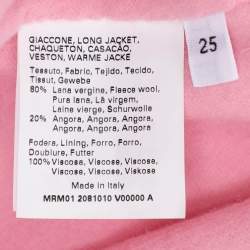 GIACCONE, LONG JACKET,
CHAQUETON, CASACÃO,
VESTON, WARME JACKE
25
Tessuto, Fabric, Tejido, Tecido,
Tissut, Gewebe
80% Lana vergine, Fleece wool,
Pura lana, Lã virgem,
Laine vierge, Schurwolle
20% Angora, Angora, Angora
Angora, Angora, Angora
Fodera, Lining, Forro, Forro,
Doublure, Futter
100% Viscosa, Viscose, Viscosa,
Viscose, Viscose, Viskose
Made in Italy
MRM01 2081010 V00000 A